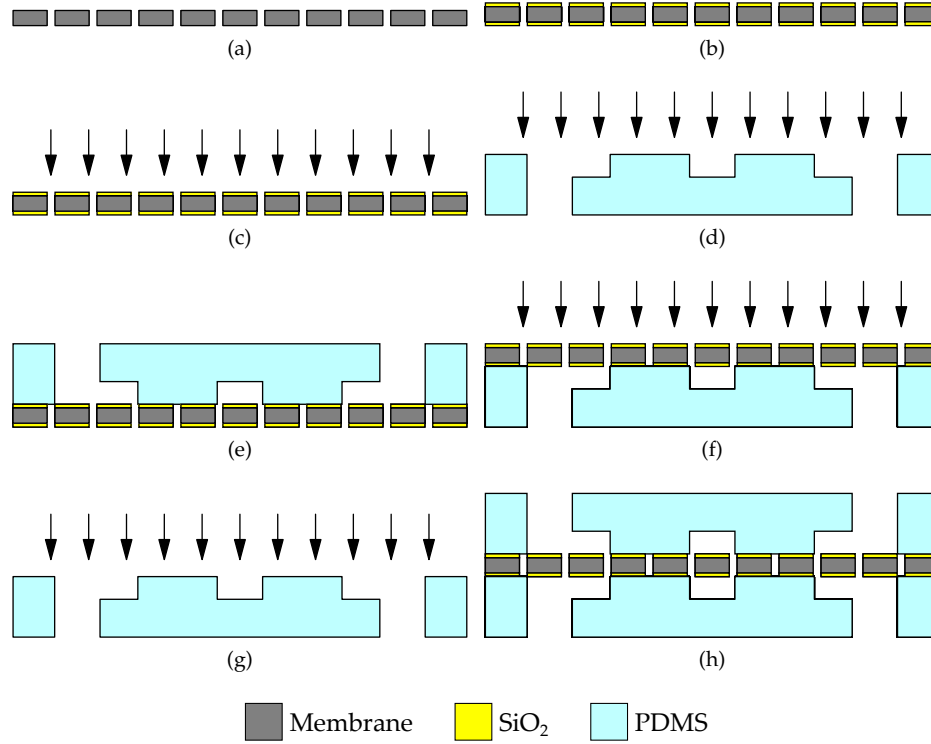 (a)
(b)
(c)
(d)
(e)
(f)
(g)
(h)
Membrane SiO₂ PDMS